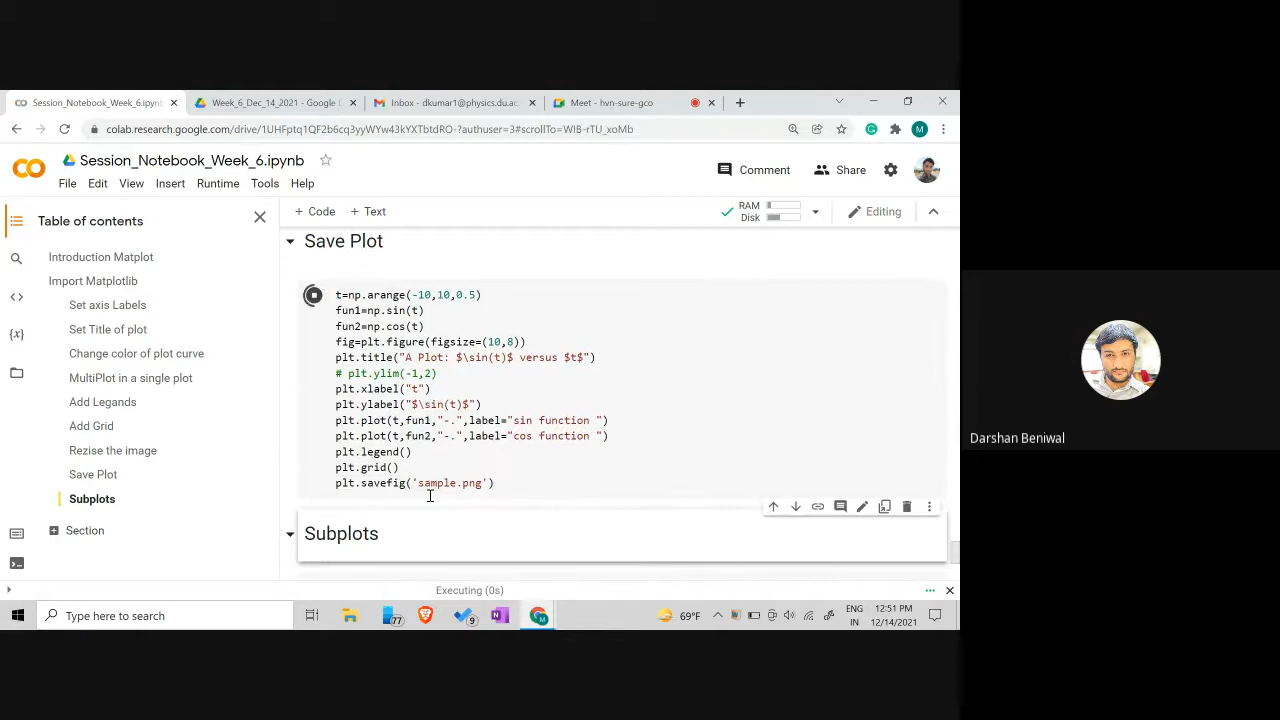 Session_Notebook_Week_6.ipynb
Week_6_Dec_14_2021 - Google D
Inbox - dkumar1@physics.du.ac.
Meet - hvn-sure-gco
colab.research.google.com/drive/1UHFptq1QF2b6cq3yyWYw43kYXTbtdRO-?authuser=3#scrollTo=WIB-rTU_xoMb
M
Session_Notebook_Week_6.ipynb
Comment
Share
File Edit View Insert Runtime Tools Help
Table of contents
+ Code + Text
RAM
Disk
Editing
Introduction Matplot
Import Matplotlib
Set axis Labels
Set Title of plot
Change color of plot curve
MultiPlot in a single plot
Add Legands
Add Grid
Rezise the image
Save Plot
Subplots
Section
{x}
Save Plot
t=np.arange(-10,10,0.5)
fun1=np.sin(t)
fun2=np.cos(t)
fig=plt.figure(figsize=(10,8))
plt.title("A Plot: $\sin(t)$ versus $t$")
# plt.ylim(-1,2)
plt.xlabel("t")
plt.ylabel("$\sin(t)$")
plt.plot(t,fun1,"-.",label="sin function ")
plt.plot(t,fun2,"-.",label="cos function ")
plt.legend()
plt.grid()
plt.savefig('sample.png')
Subplots
Executing (0s)
Darshan Beniwal
Type here to search
77
9
69°F
ENG
IN
12:51 PM
12/14/2021